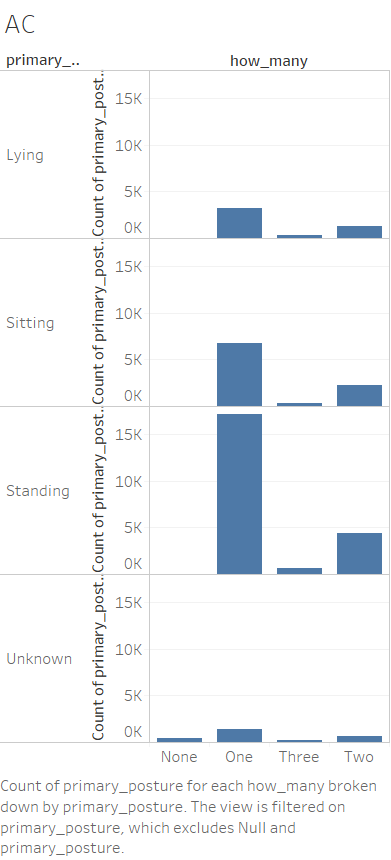 AC
primary_.. how_many
Count of primary_post..
15K
10K
5K
0K
Lying
Count of primary_post..
15K
10K
5K
0K
Sitting
Count of primary_post..
15K
10K
5K
0K
Standing
Count of primary_post..
15K
10K
5K
0K
Unknown
None One Three Two
Count of primary_posture for each how_many broken
down by primary_posture. The view is filtered on
primary_posture, which excludes Null and
primary_posture.